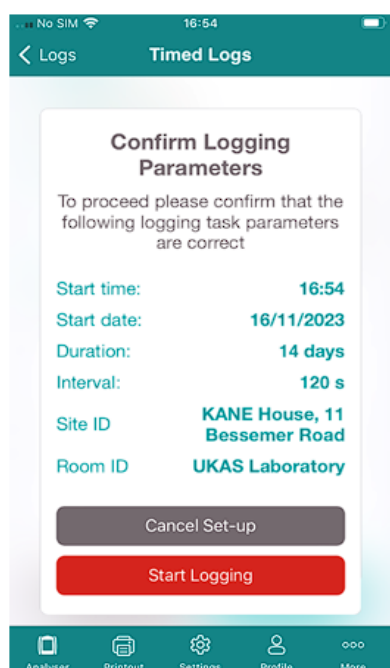 No SIM 16:54
Logs Timed Logs
Confirm Logging
Parameters
To proceed please confirm that the
following logging task parameters
are correct
Start time: 16:54
Start date: 16/11/2023
Duration: 14 days
Interval: 120 s
Site ID KANE House, 11
Bessemer Road
Room ID UKAS Laboratory
Cancel Set-up
Start Logging
Analyser Printout Settings Profile More